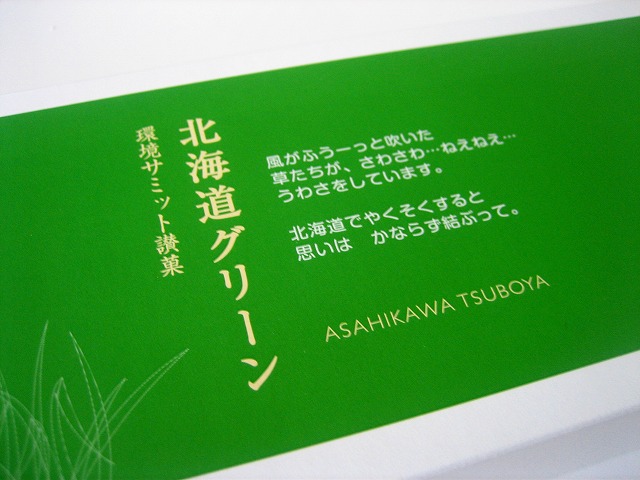 北海道グリーン
環境サミット讃菓
風がふうーっと吹いた
草たちが、さわさわ…ねえねえ…
うわさをしています。
北海道でやくそくすると
思いは　かならず結ぶって。
ASAHIKAWA TSUBOYA